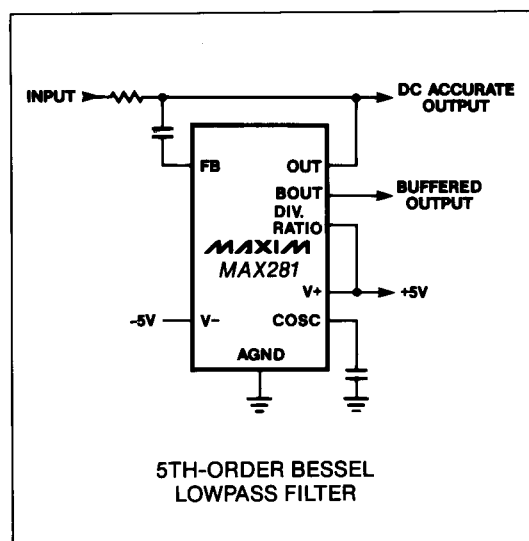 INPUT
DC ACCURATE
OUTPUT
FB
OUT
BOUT
BUFFERED
OUTPUT
DIV.
RATIO
MAXIM
MAX281
V+
+5V
-5V
V-
COSC
AGND
5TH-ORDER BESSEL
LOWPASS FILTER